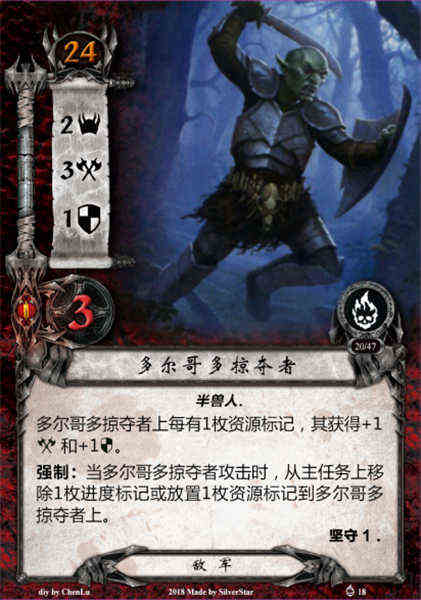 24
2
3
1
3
20/47
多尔哥多掠夺者
半兽人.
多尔哥多掠夺者上每有1枚资源标记，其获得+1
和+1。
强制：当多尔哥多掠夺者攻击时，从主任务上移
除1枚进度标记或放置1枚资源标记到多尔哥多
掠夺者上。
坚守 1 .
敌军
diy by ChenLu
2018 Made by SilverStar
18